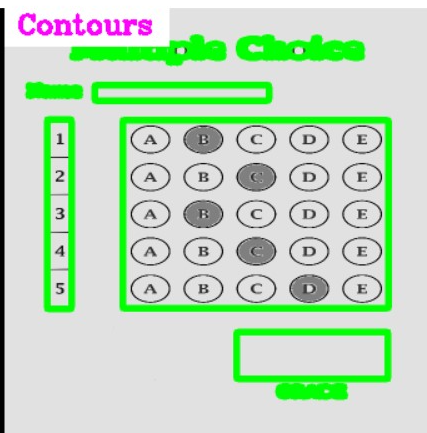 Contours
Multiple Choice
Name
1 A B C D E
2 A B C D E
3 A B C D E
4 A B C D E
5 A B C D E
GRADE